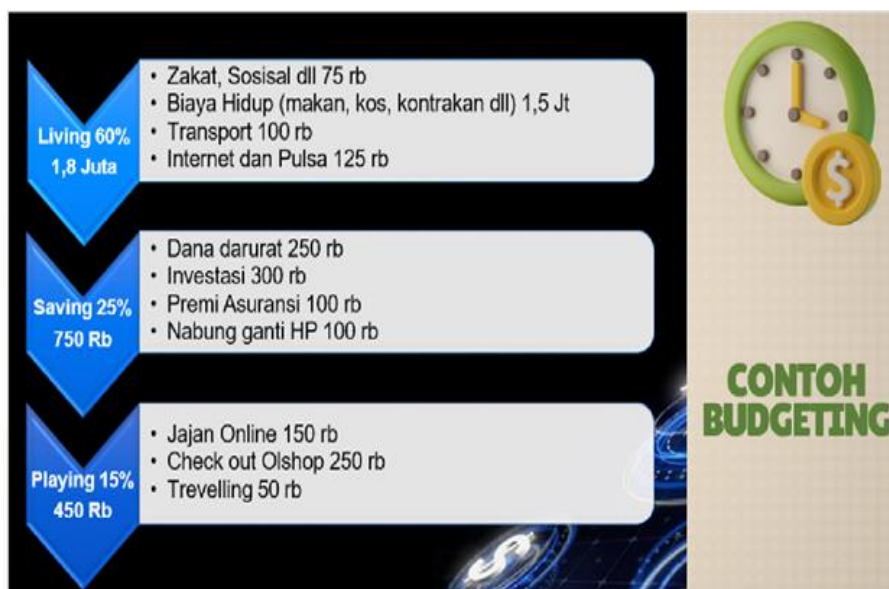 Living 60%
1,8 Juta
• Zakat, Sosisal dll 75 rb
• Biaya Hidup (makan, kos, kontrakan dll) 1,5 Jt
• Transport 100 rb
• Internet dan Pulsa 125 rb
Saving 25%
750 Rb
• Dana darurat 250 rb
• Investasi 300 rb
• Premi Asuransi 100 rb
• Nabung ganti HP 100 rb
Playing 15%
450 Rb
• Jajan Online 150 rb
• Check out Olshop 250 rb
• Trevelling 50 rb
CONTOH
BUDGETING